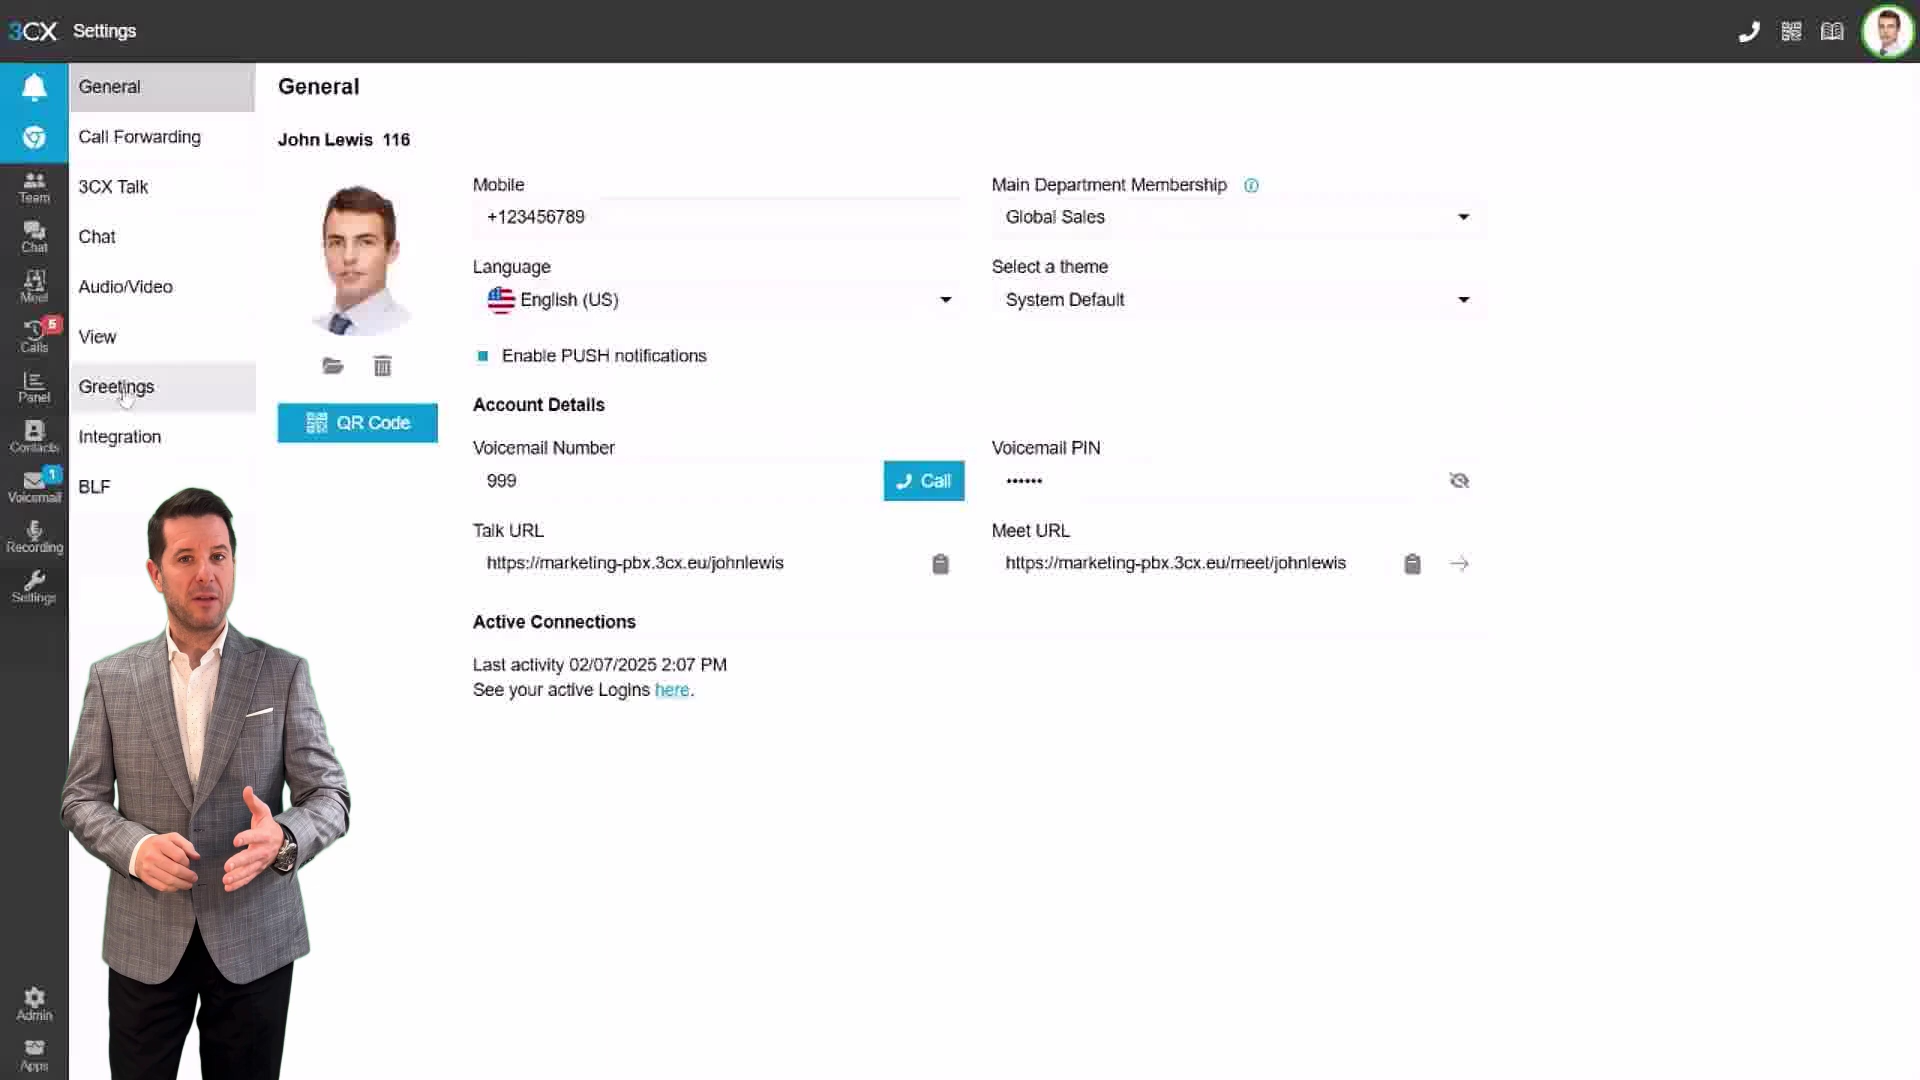 3CX Settings
General
Call Forwarding
3CX Talk
Chat
Audio/Video
View
Greetings
Integration
BLF
Team
Chat
Meet
Calls 5
Panel
Contacts
Voicemail 1
Recording
Settings
Admin
Apps
General
John Lewis 116
QR Code
Mobile
+123456789
Main Department Membership
Global Sales
Language
English (US)
Select a theme
System Default
Enable PUSH notifications
Account Details
Voicemail Number
999
Call
Voicemail PIN
••••••
Talk URL
https://marketing-pbx.3cx.eu/johnlewis
Meet URL
https://marketing-pbx.3cx.eu/meet/johnlewis
Active Connections
Last activity 02/07/2025 2:07 PM
See your active Logins here.